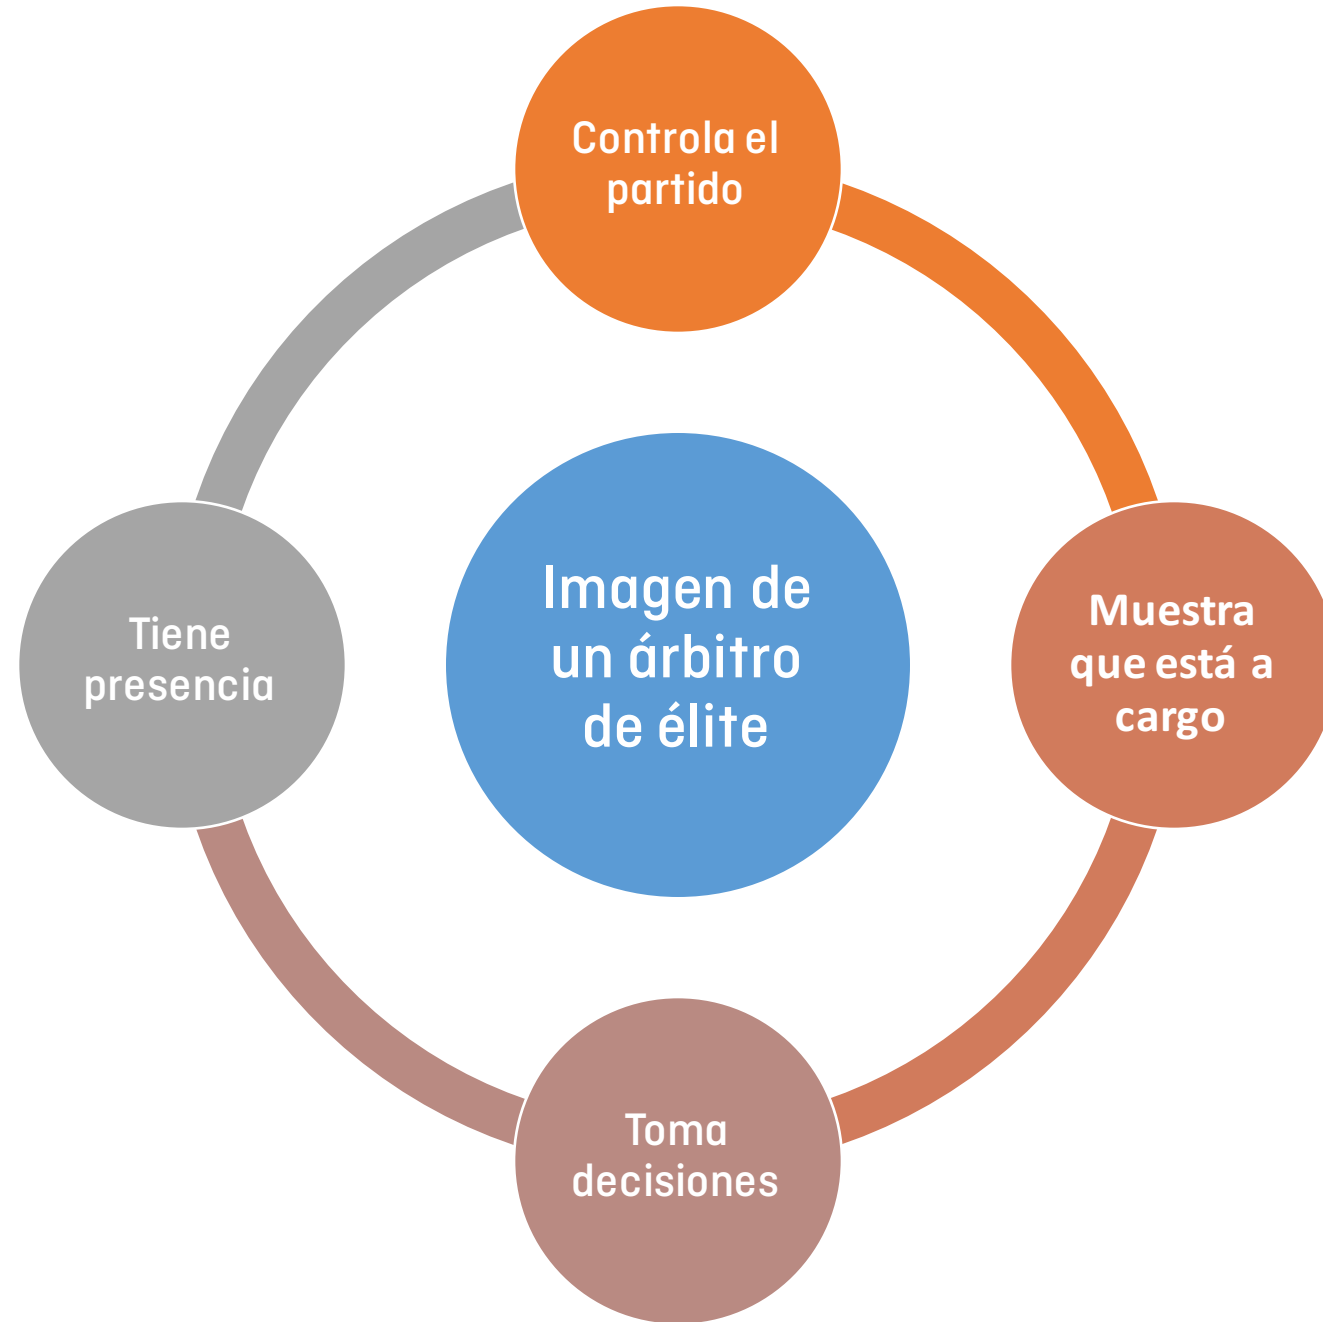 Controla el
partido
Imagen de
un árbitro
de élite
Muestra
que está a
cargo
Tiene
presencia
Toma
decisiones